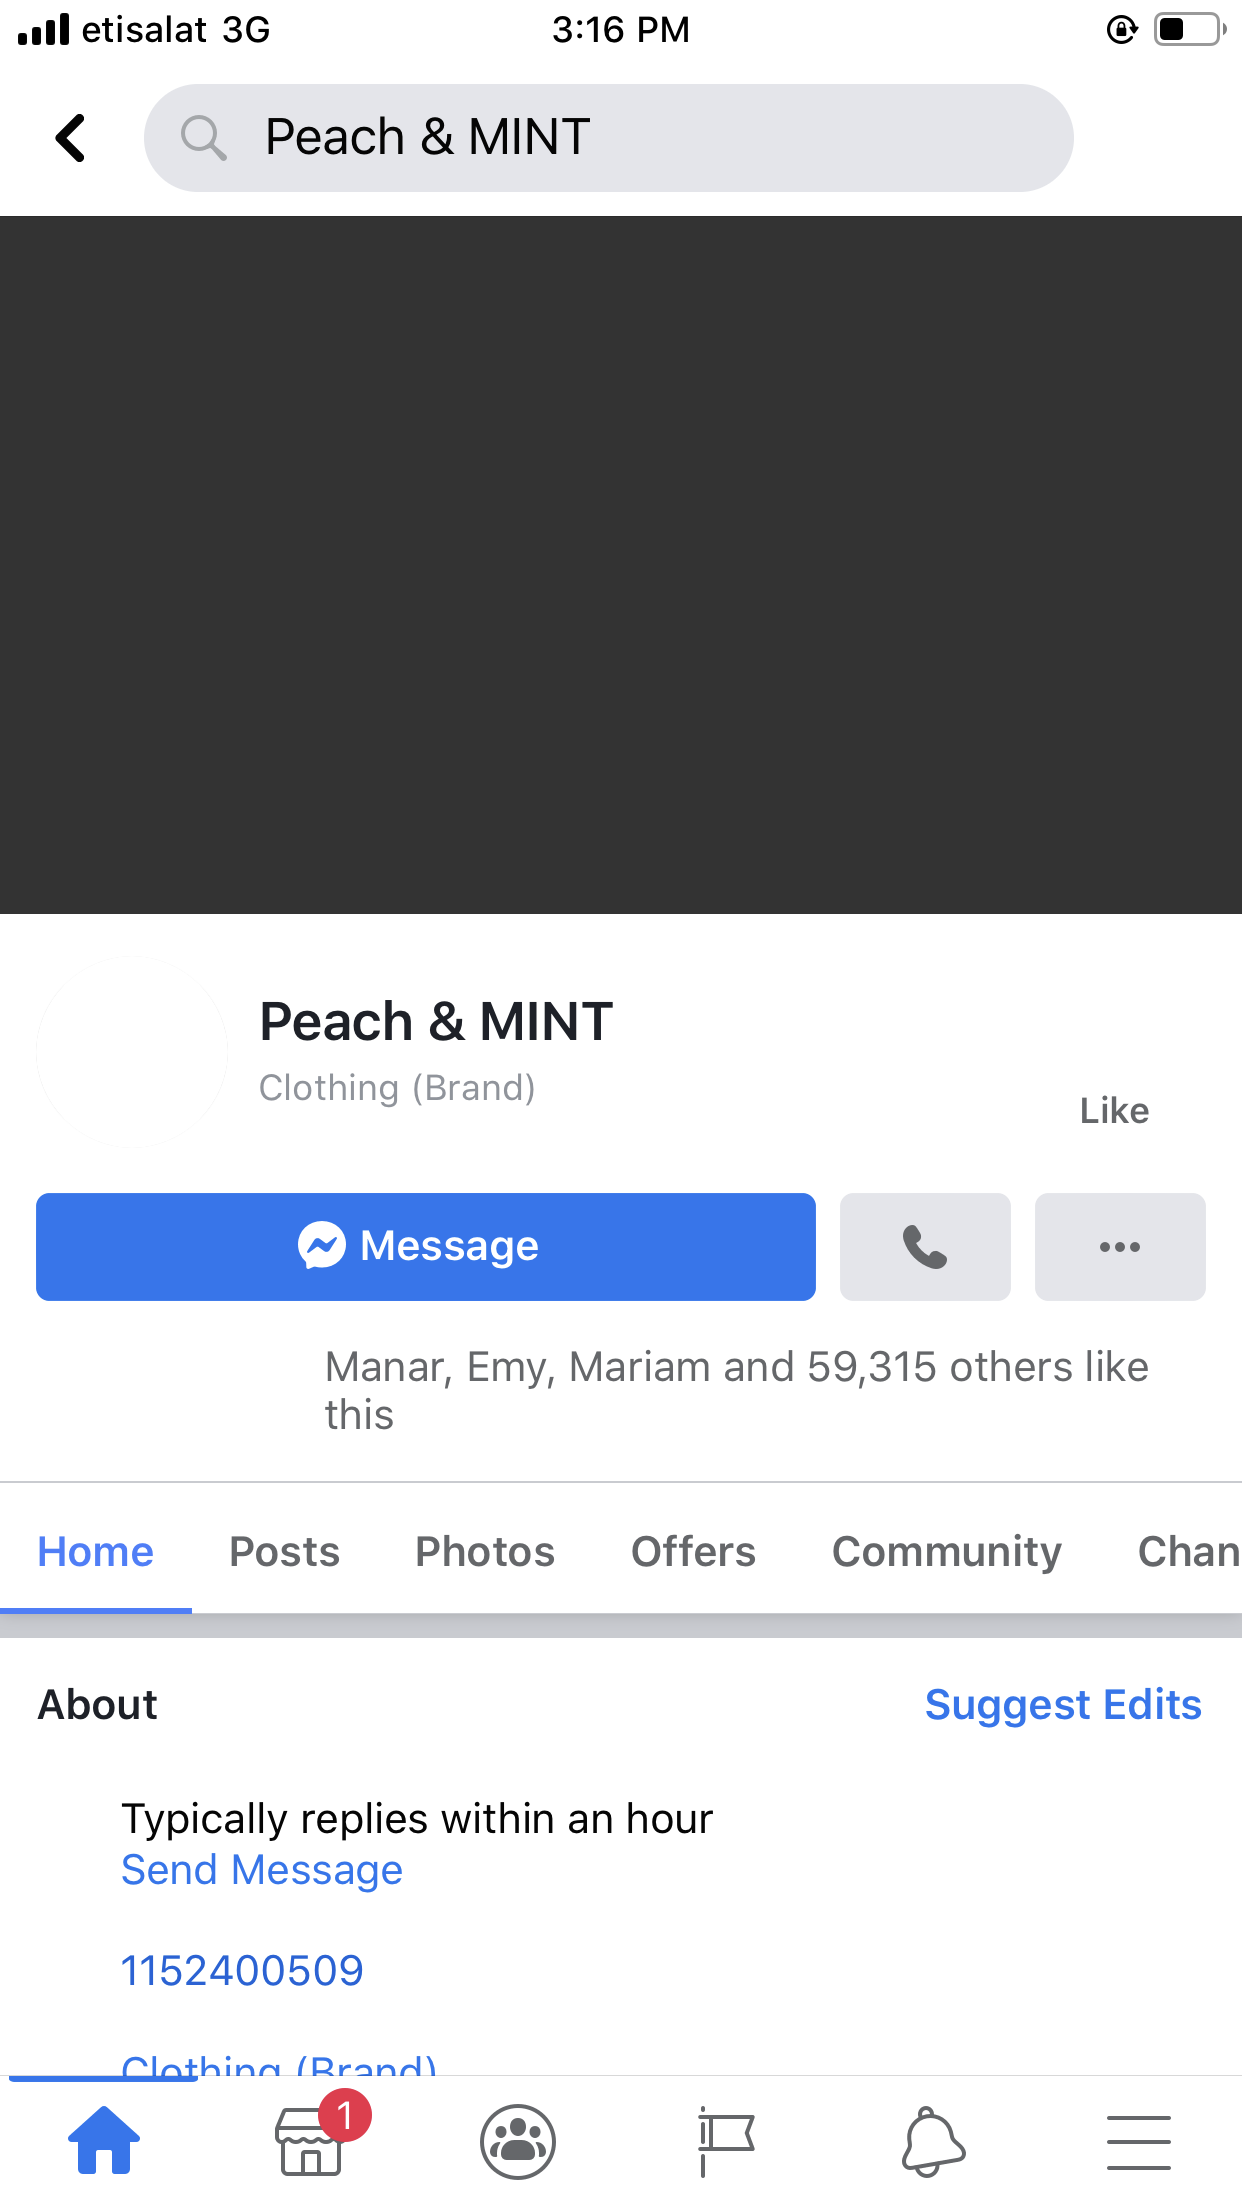 etisalat 3G 3:16 PM
Peach & MINT
Peach & MINT
Clothing (Brand)
Like
Message
Manar, Emy, Mariam and 59,315 others like
this
Home Posts Photos Offers Community Chan
About Suggest Edits
Typically replies within an hour
Send Message
1152400509
Clothing (Brand)
1